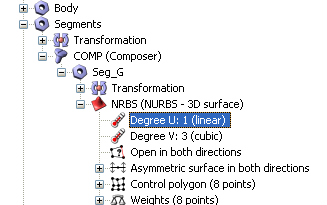 Body
Segments
Transformation
COMP (Composer)
Seg_G
Transformation
NRBS (NURBS - 3D surface)
Degree U: 1 (linear)
Degree V: 3 (cubic)
Open in both directions
Asymmetric surface in both directions
Control polygon (8 points)
Weights (8 points)